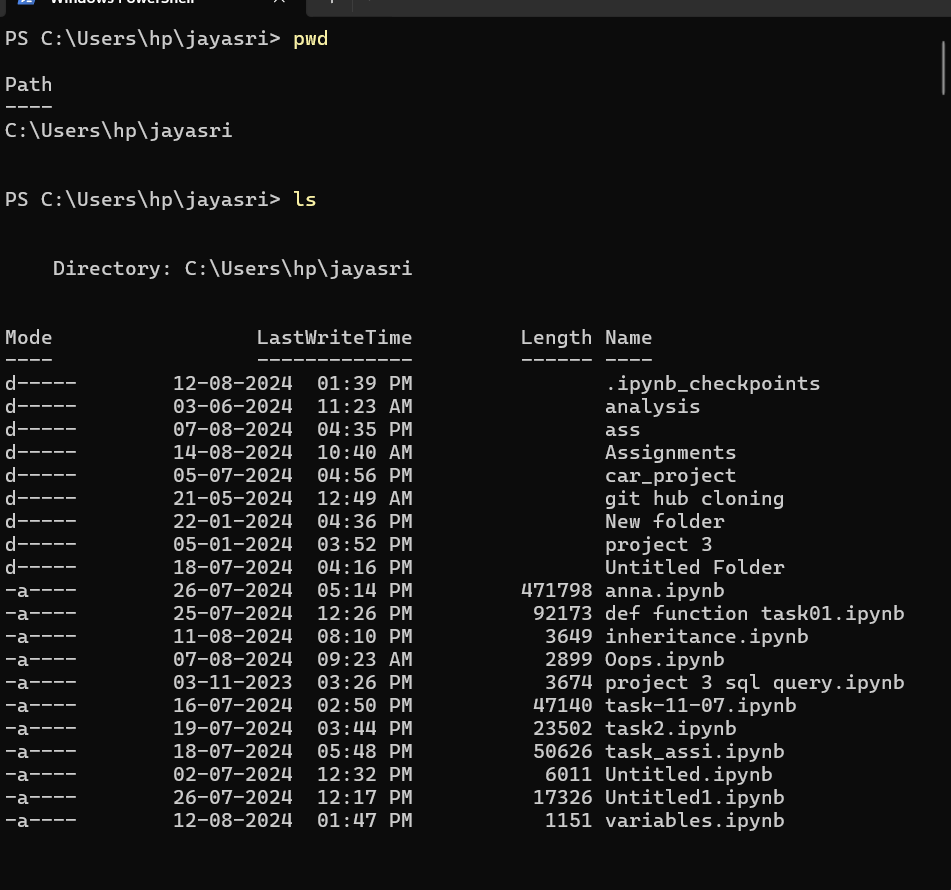 Windows PowerShell
PS C:\Users\hp\jayasri> pwd
Path
----
C:\Users\hp\jayasri
PS C:\Users\hp\jayasri> ls
    Directory: C:\Users\hp\jayasri
Mode                 LastWriteTime         Length Name
----                 -------------         ------ ----
d-----        12-08-2024  01:39 PM                .ipynb_checkpoints
d-----        03-06-2024  11:23 AM                analysis
d-----        07-08-2024  04:35 PM                ass
d-----        14-08-2024  10:40 AM                Assignments
d-----        05-07-2024  04:56 PM                car_project
d-----        21-05-2024  12:49 AM                git hub cloning
d-----        22-01-2024  04:36 PM                New folder
d-----        05-01-2024  03:52 PM                project 3
d-----        18-07-2024  04:16 PM                Untitled Folder
-a----        26-07-2024  05:14 PM         471798 anna.ipynb
-a----        25-07-2024  12:26 PM          92173 def function task01.ipynb
-a----        11-08-2024  08:10 PM           3649 inheritance.ipynb
-a----        07-08-2024  09:23 AM           2899 Oops.ipynb
-a----        03-11-2023  03:26 PM           3674 project 3 sql query.ipynb
-a----        16-07-2024  02:50 PM          47140 task-11-07.ipynb
-a----        19-07-2024  03:44 PM          23502 task2.ipynb
-a----        18-07-2024  05:48 PM          50626 task_assi.ipynb
-a----        02-07-2024  12:32 PM           6011 Untitled.ipynb
-a----        26-07-2024  12:17 PM          17326 Untitled1.ipynb
-a----        12-08-2024  01:47 PM           1151 variables.ipynb